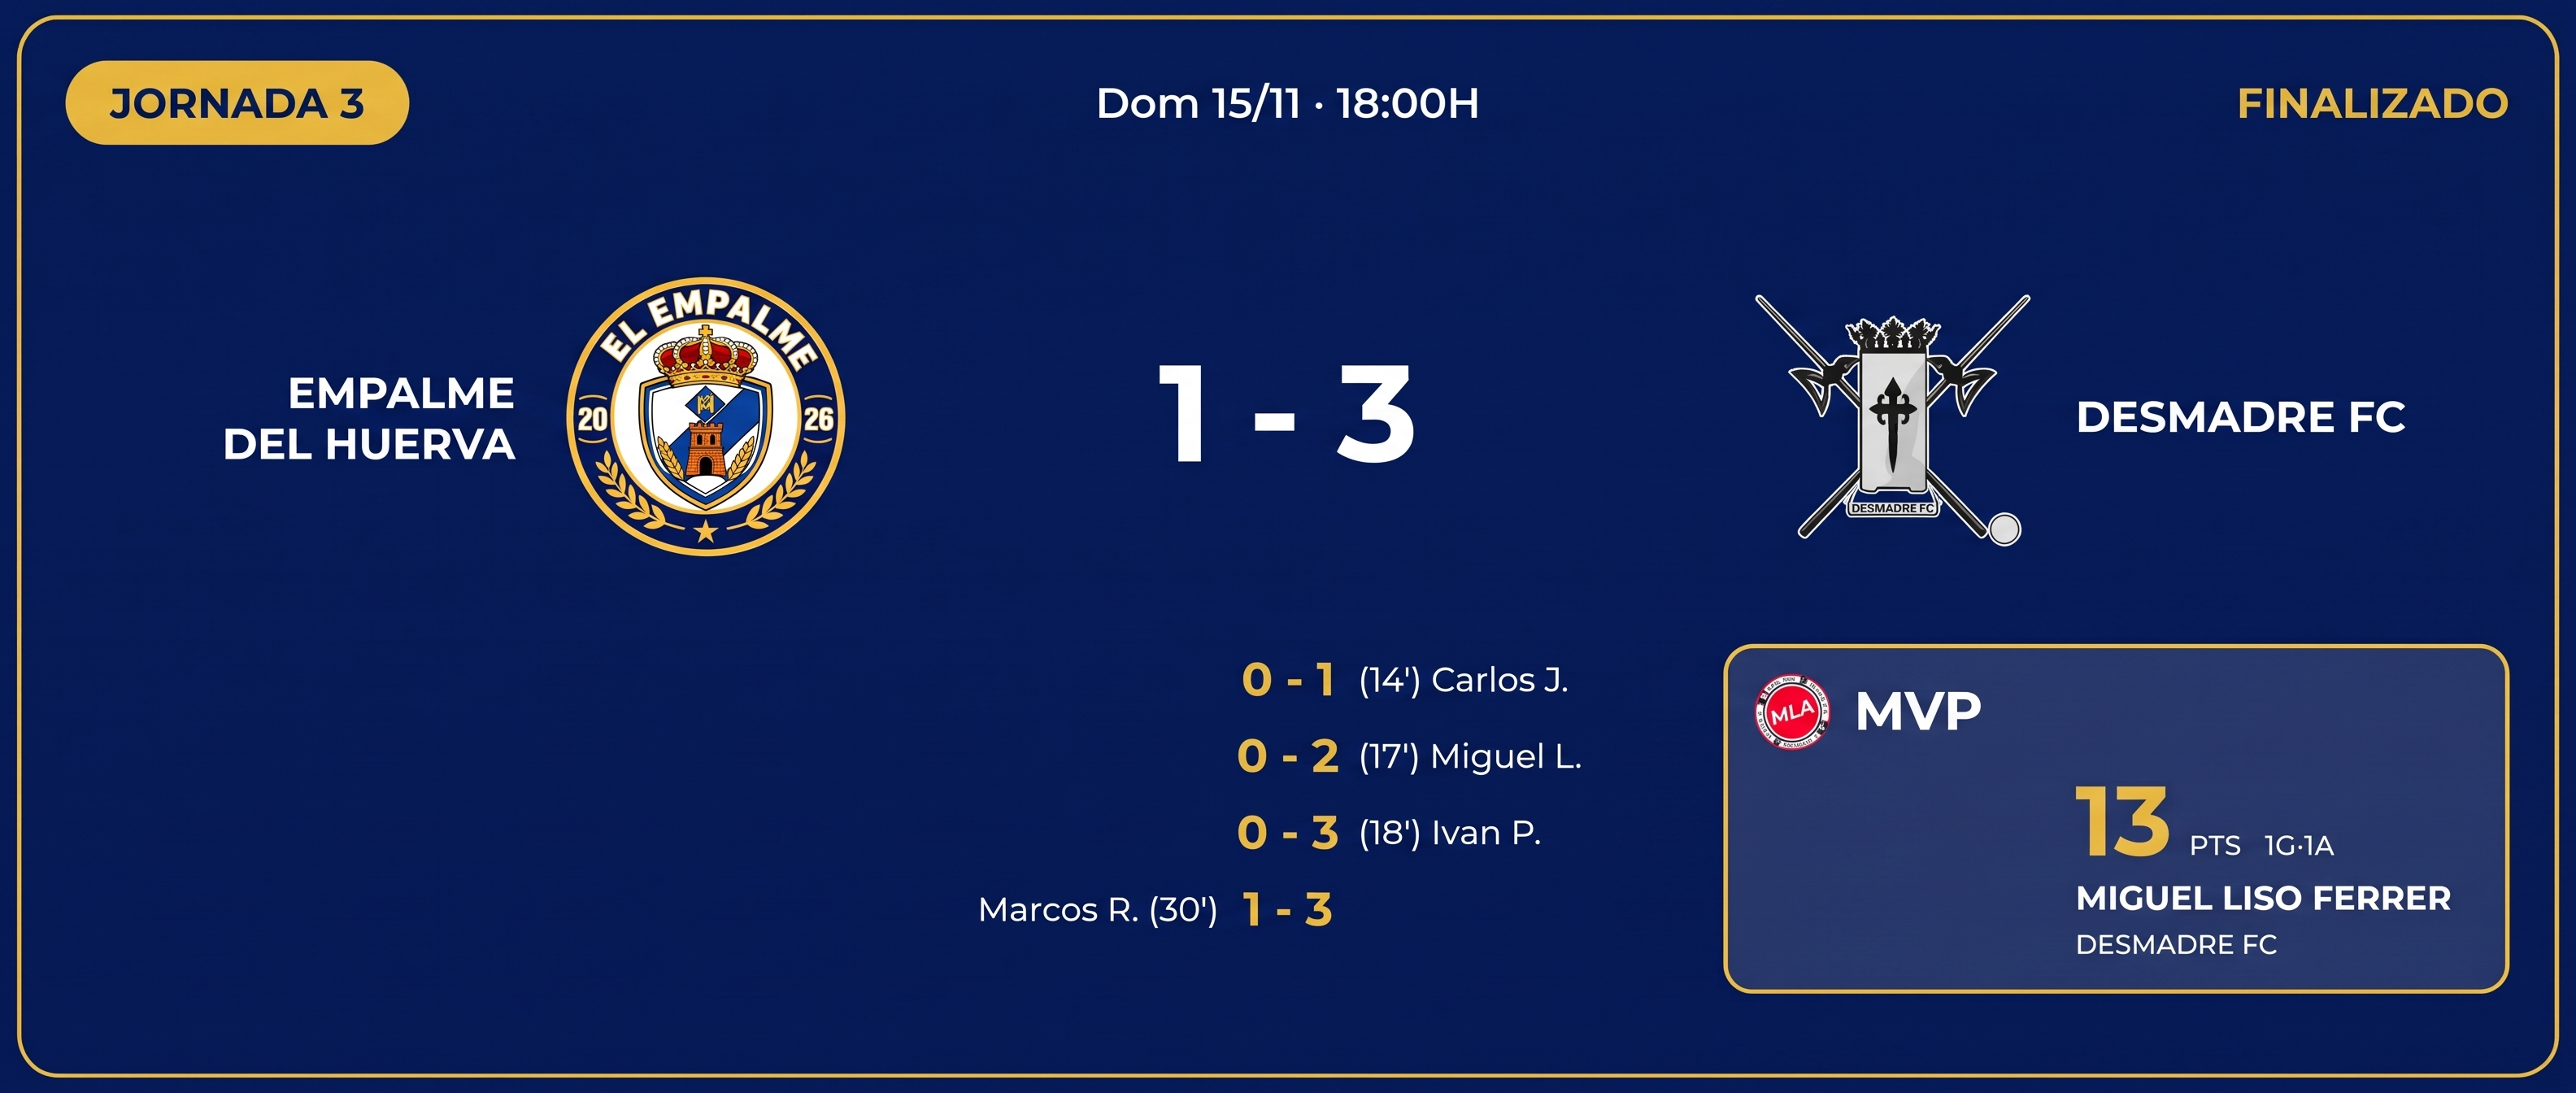 JORNADA 3
Dom 15/11 · 18:00H
FINALIZADO
EMPALME
DEL HUERVA
EL EMPALME
20 26
1 - 3
DESMADRE FC
DESMADRE FC
0 - 1 (14') Carlos J.
0 - 2 (17') Miguel L.
0 - 3 (18') Ivan P.
Marcos R. (30') 1 - 3
MLA
MVP
13 PTS 1G·1A
MIGUEL LISO FERRER
DESMADRE FC